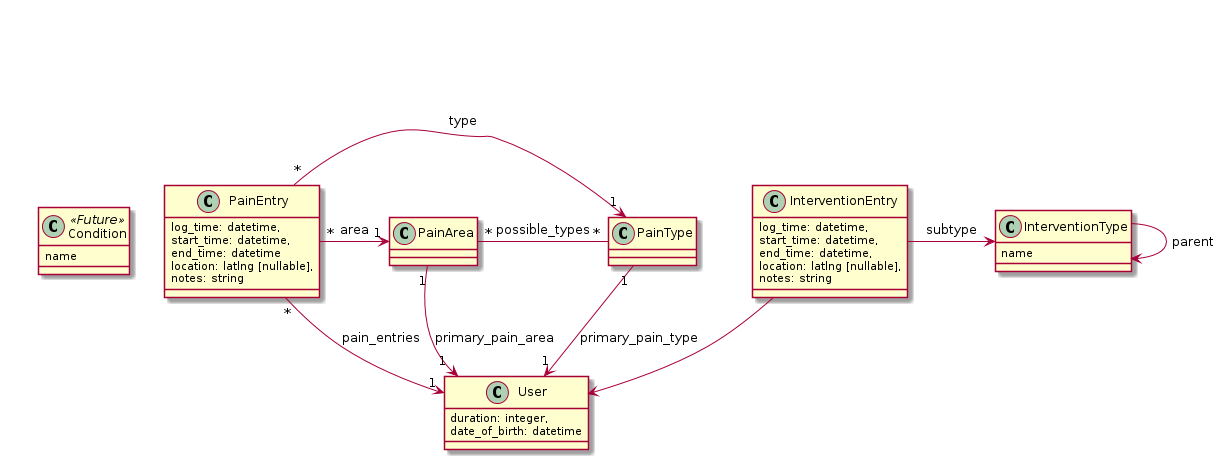 type
*
1
C «Future»
Condition
name
C PainEntry
log_time: datetime,
start_time: datetime,
end_time: datetime
location: latlng [nullable],
notes: string
* area 1
C PainArea
* possible_types *
C PainType
C InterventionEntry
log_time: datetime,
start_time: datetime,
end_time: datetime,
location: latlng [nullable],
notes: string
subtype
C InterventionType
name
parent
*
pain_entries
1
1
primary_pain_area
1
1
primary_pain_type
1
C User
duration: integer,
date_of_birth: datetime